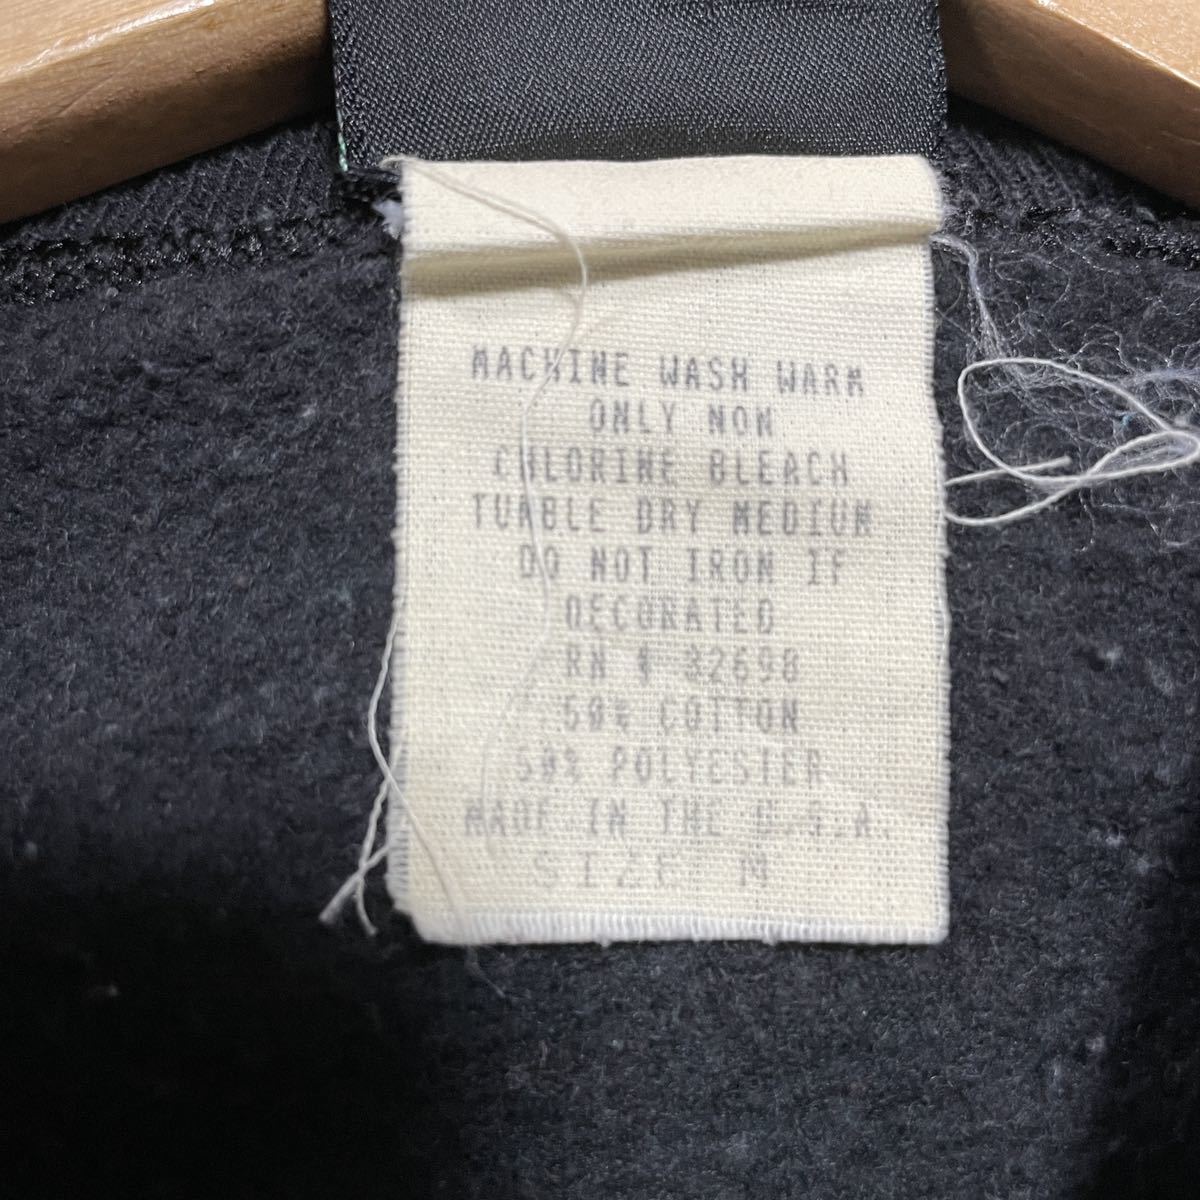 MACHINE WASH WARM
ONLY NON
CHLORINE BLEACH
TUMBLE DRY MEDIUM
DO NOT IRON IF
DECORATED
RN # 32698
50% COTTON
50% POLYESTER
MADE IN THE U.S.A.
SIZE M